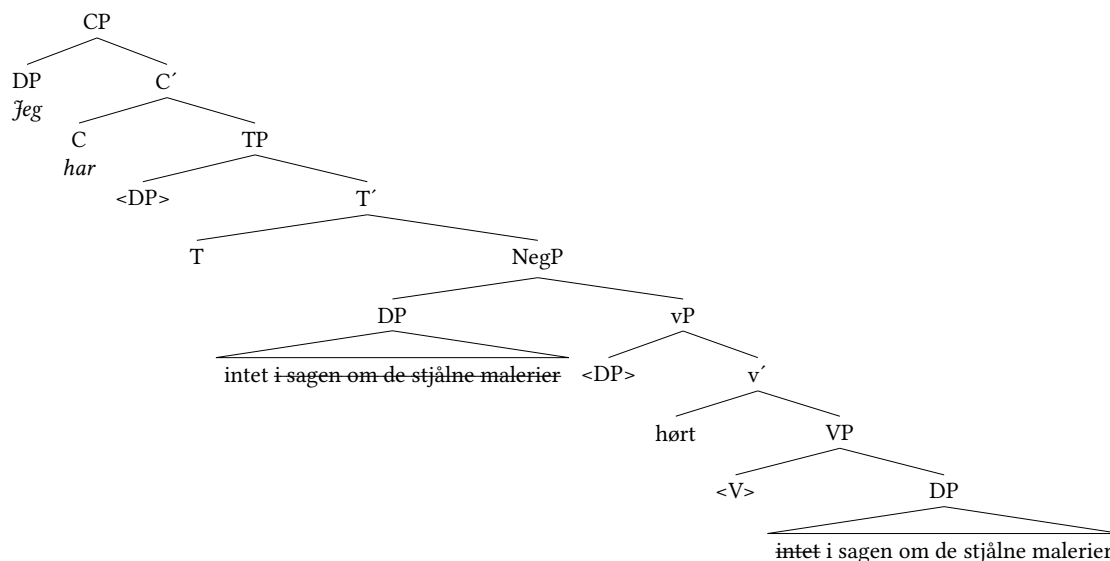 CP
DP C´
Jeg
C TP
har
<DP> T´
T NegP
DP vP
intet i sagen om de stjålne malerier <DP> v´
hørt VP
<V> DP
intet i sagen om de stjålne malerier